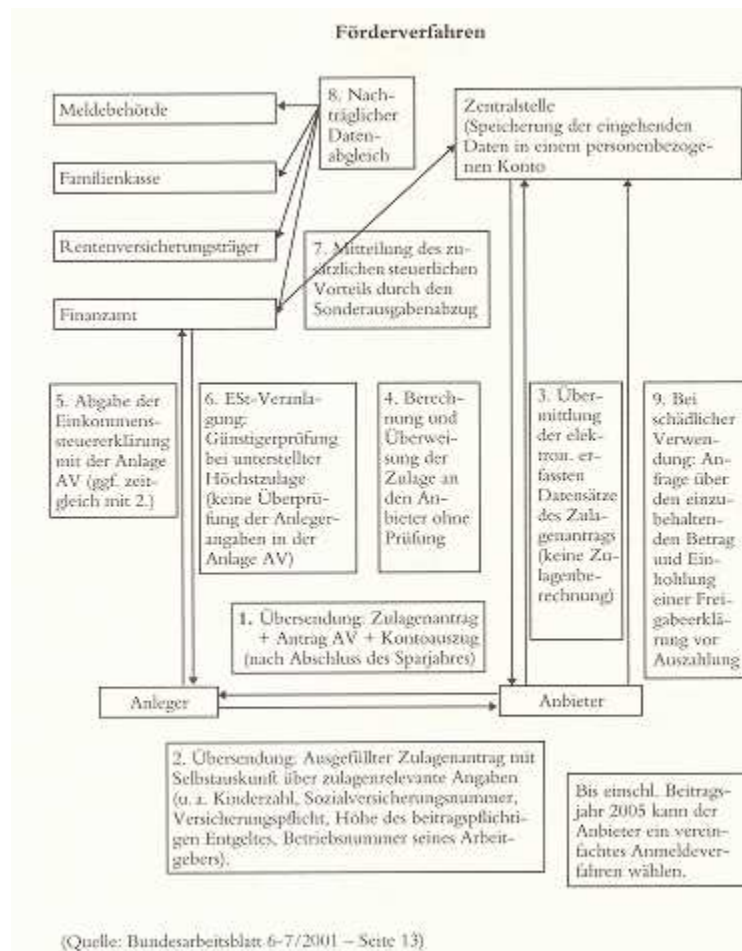 Förderverfahren
Meldebehörde
Familienkasse
Rentenversicherungsträger
Finanzamt
8. Nach-
träglicher
Daten-
abgleich
Zentralstelle
(Speicherung der eingehenden
Daten in einem personenbezoge-
nen Konto
7. Mitteilung des zu-
sätzlichen steuerlichen
Vorteils durch den
Sonderausgabenabzug
5. Abgabe der
Einkommens-
steuererklärung
mit der Anlage
AV (ggf. zeit-
gleich mit 2.)
6. ESt-Veranla-
gung:
Günstigerprüfung
bei unterstellter
Höchstzulage
(keine Überprü-
fung der Anleger-
angaben in der
Anlage AV)
4. Berech-
nung und
Überwei-
sung der
Zulage an
den An-
bieter ohne
Prüfung
3. Über-
mittlung
der elek-
tron. er-
fassten
Datensätze
des Zula-
genantrags
(keine Zu-
lagenbe-
rechnung)
9. Bei
schädlicher
Verwen-
dung: An-
frage über
den einzu-
behalten-
den Betrag
und Ein-
hohlung
einer Frei-
gabeerklä-
rung vor
Auszahlung
1. Übersendung: Zulagenantrag
+ Antrag AV + Kontoauszug
(nach Abschluss des Sparjahres)
Anleger
Anbieter
2. Übersendung: Ausgefüllter Zulagenantrag mit
Selbstauskunft über zulagenrelevante Angaben
(u. a. Kinderzahl, Sozialversicherungsnummer,
Versicherungspflicht, Höhe des beitragspflichti-
gen Entgeltes, Betriebsnummer seines Arbeit-
gebers).
Bis einschl. Beitrags-
jahr 2005 kann der
Anbieter ein verein-
fachtes Anmeldever-
fahren wählen.
(Quelle: Bundesarbeitsblatt 6-7/2001 – Seite 13)